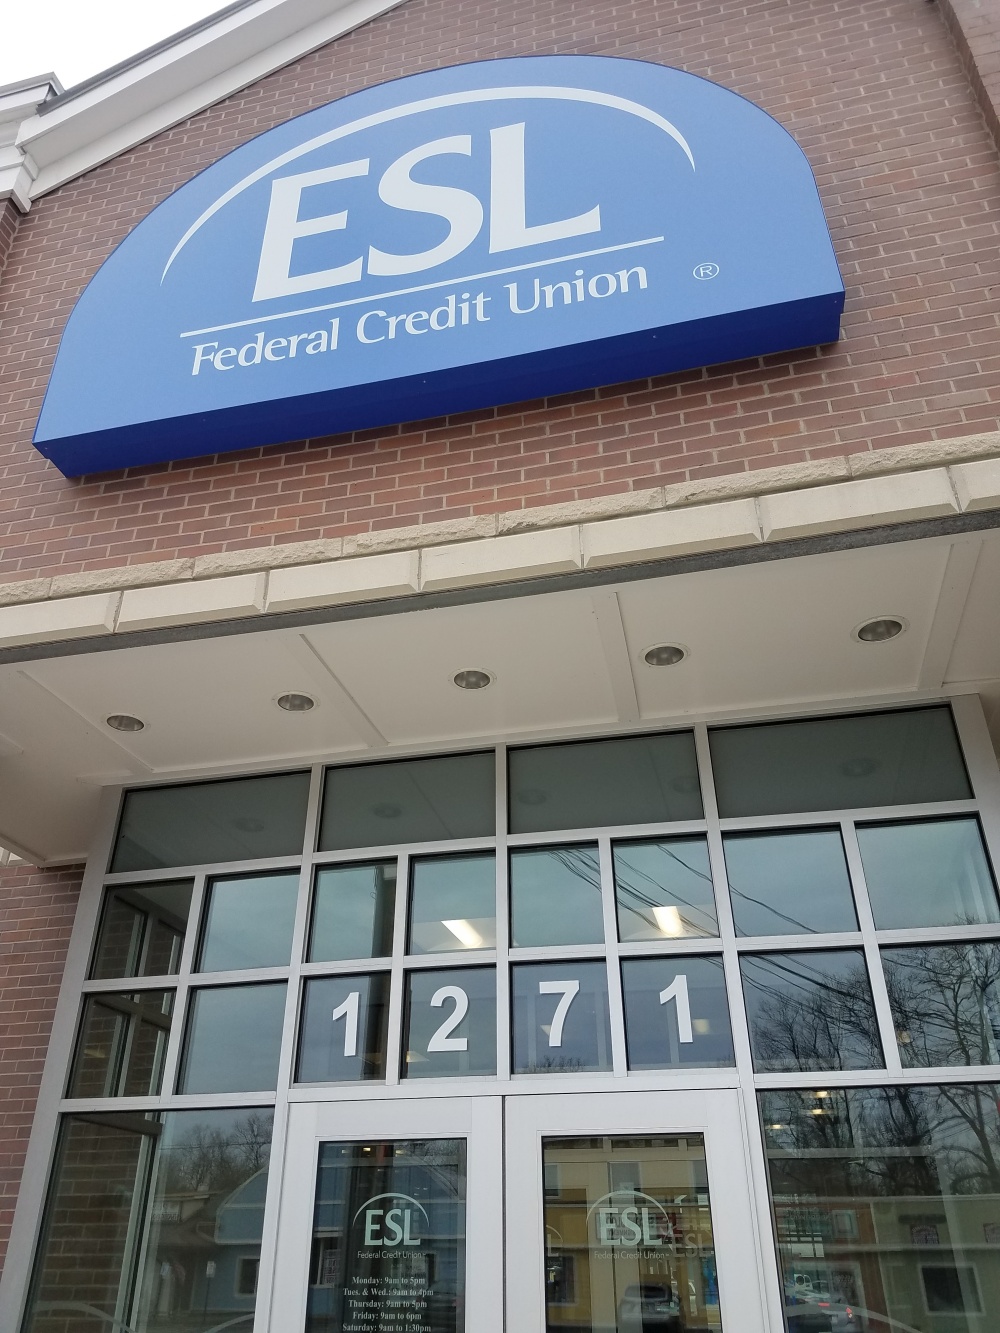 ESL
Federal Credit Union ®
1271
ESL
Federal Credit Union
Monday: 9am to 5pm
Tues. & Wed.: 9am to 4pm
Thursday: 9am to 5pm
Friday: 9am to 6pm
Saturday: 9am to 1:30pm
ESL
Federal Credit Union